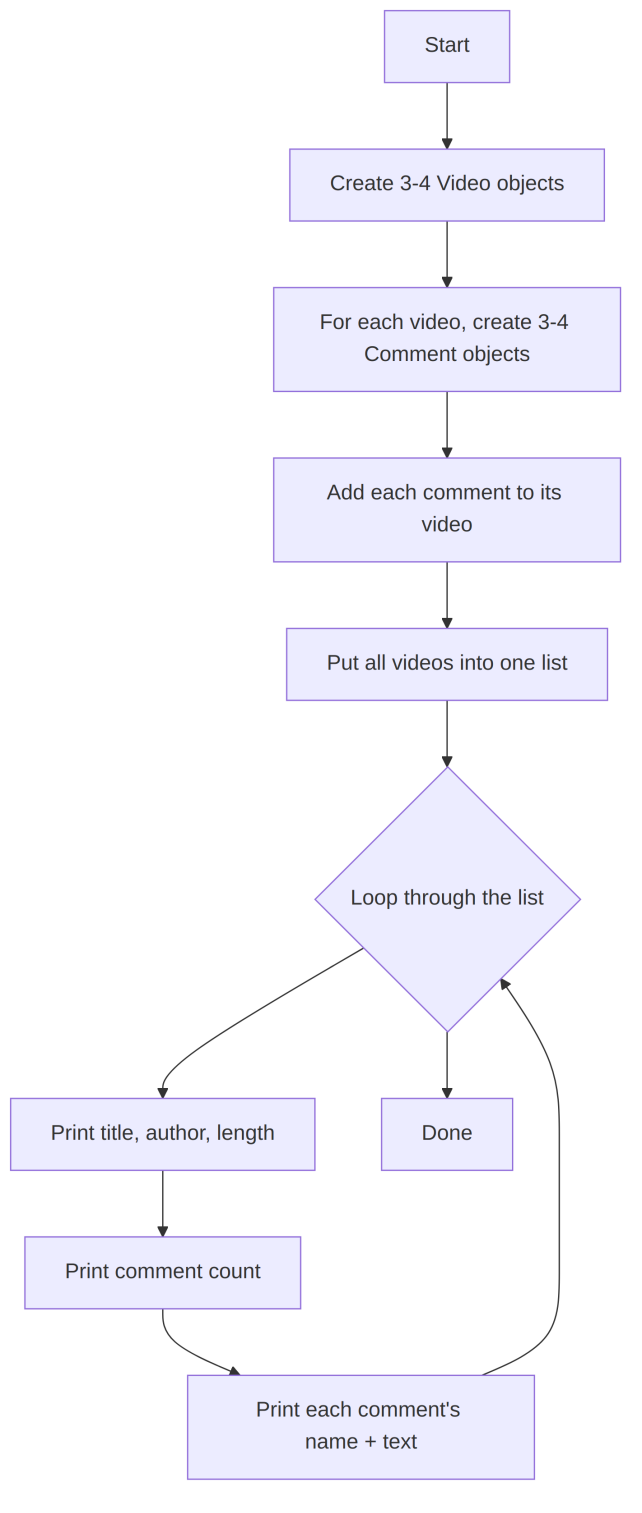 Start
Create 3-4 Video objects
For each video, create 3-4
Comment objects
Add each comment to its
video
Put all videos into one list
Loop through the list
Print title, author, length
Done
Print comment count
Print each comment's
name + text